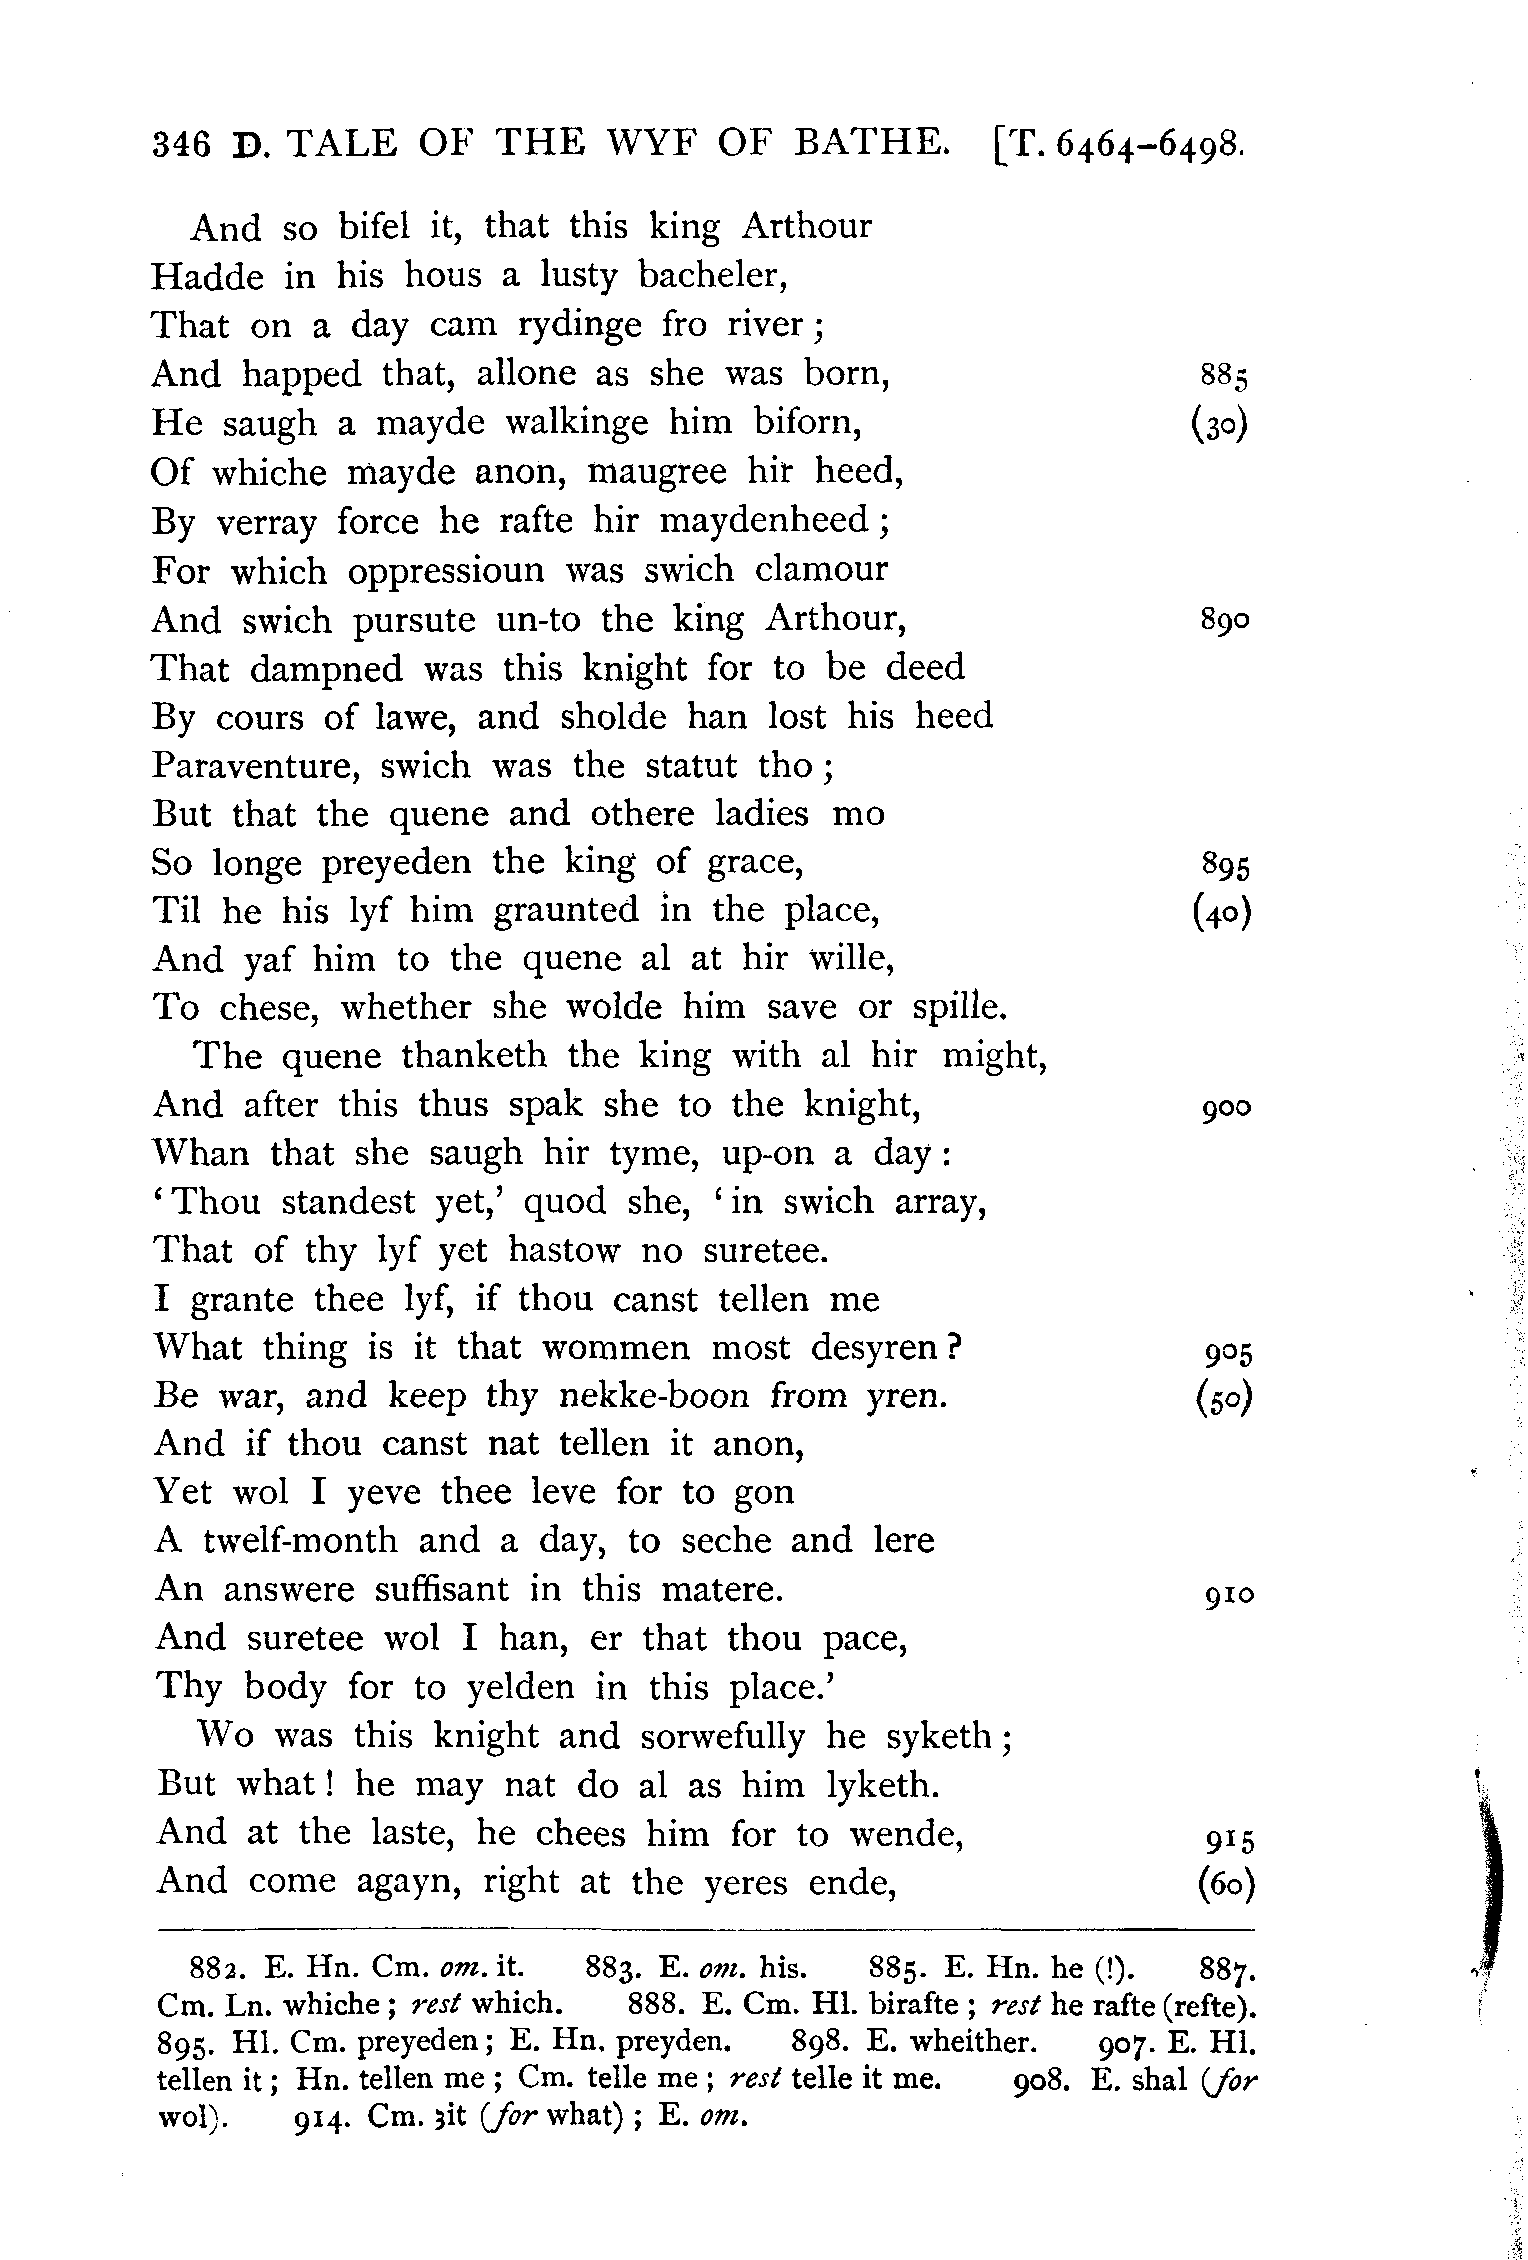 346 D. TALE OF THE WYF OF BATHE. [T. 6464–6498.
And so bifel it, that this king Arthour
Hadde in his hous a lusty bacheler,
That on a day cam rydinge fro river ;
And happed that, allone as she was born, 885
He saugh a mayde walkinge him biforn, (30)
Of whiche mayde anon, maugree hir heed,
By verray force he rafte hir maydenheed ;
For which oppressioun was swich clamour
And swich pursute un-to the king Arthour, 890
That dampned was this knight for to be deed
By cours of lawe, and sholde han lost his heed
Paraventure, swich was the statut tho ;
But that the quene and othere ladies mo
So longe preyeden the king of grace, 895
Til he his lyf him graunted in the place, (40)
And yaf him to the quene al at hir wille,
To chese, whether she wolde him save or spille.
The quene thanketh the king with al hir might,
And after this thus spak she to the knight, 900
Whan that she saugh hir tyme, up-on a day :
‘Thou standest yet,’ quod she, ‘in swich array,
That of thy lyf yet hastow no suretee.
I grante thee lyf, if thou canst tellen me
What thing is it that wommen most desyren ? 905
Be war, and keep thy nekke-boon from yren. (50)
And if thou canst nat tellen it anon,
Yet wol I yeve thee leve for to gon
A twelf-month and a day, to seche and lere
An answere suffisant in this matere. 910
And suretee wol I han, er that thou pace,
Thy body for to yelden in this place.’
Wo was this knight and sorwefully he syketh ;
But what ! he may nat do al as him lyketh.
And at the laste, he chees him for to wende, 915
And come agayn, right at the yeres ende, (60)
882. E. Hn. Cm. om. it. 883. E. om. his. 885. E. Hn. he (!). 887.
Cm. Ln. whiche ; rest which. 888. E. Cm. Hl. birafte ; rest he rafte (refte).
895. Hl. Cm. preyeden ; E. Hn. preyden. 898. E. wheither. 907. E. Hl.
tellen it ; Hn. tellen me ; Cm. telle me ; rest telle it me. 908. E. shal (for
wol). 914. Cm. ȝit (for what) ; E. om.